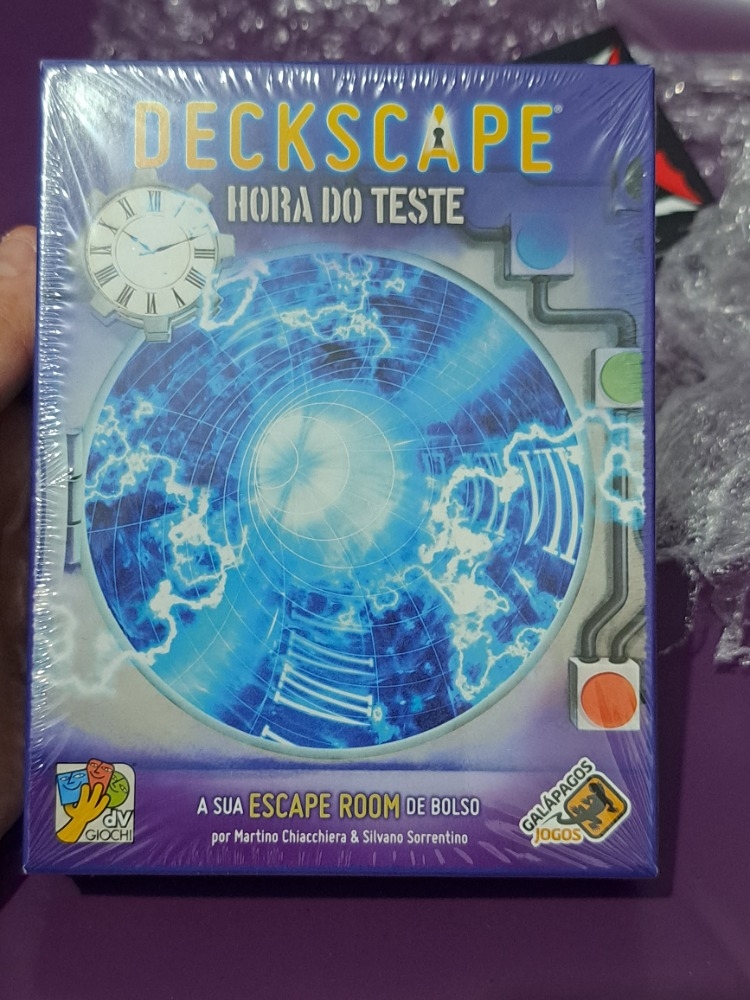 DECKSCAPE®
HORA DO TESTE
dV
GIOCHI
A SUA ESCAPE ROOM DE BOLSO
por Martino Chiacchiera & Silvano Sorrentino
GALÁPAGOS
JOGOS